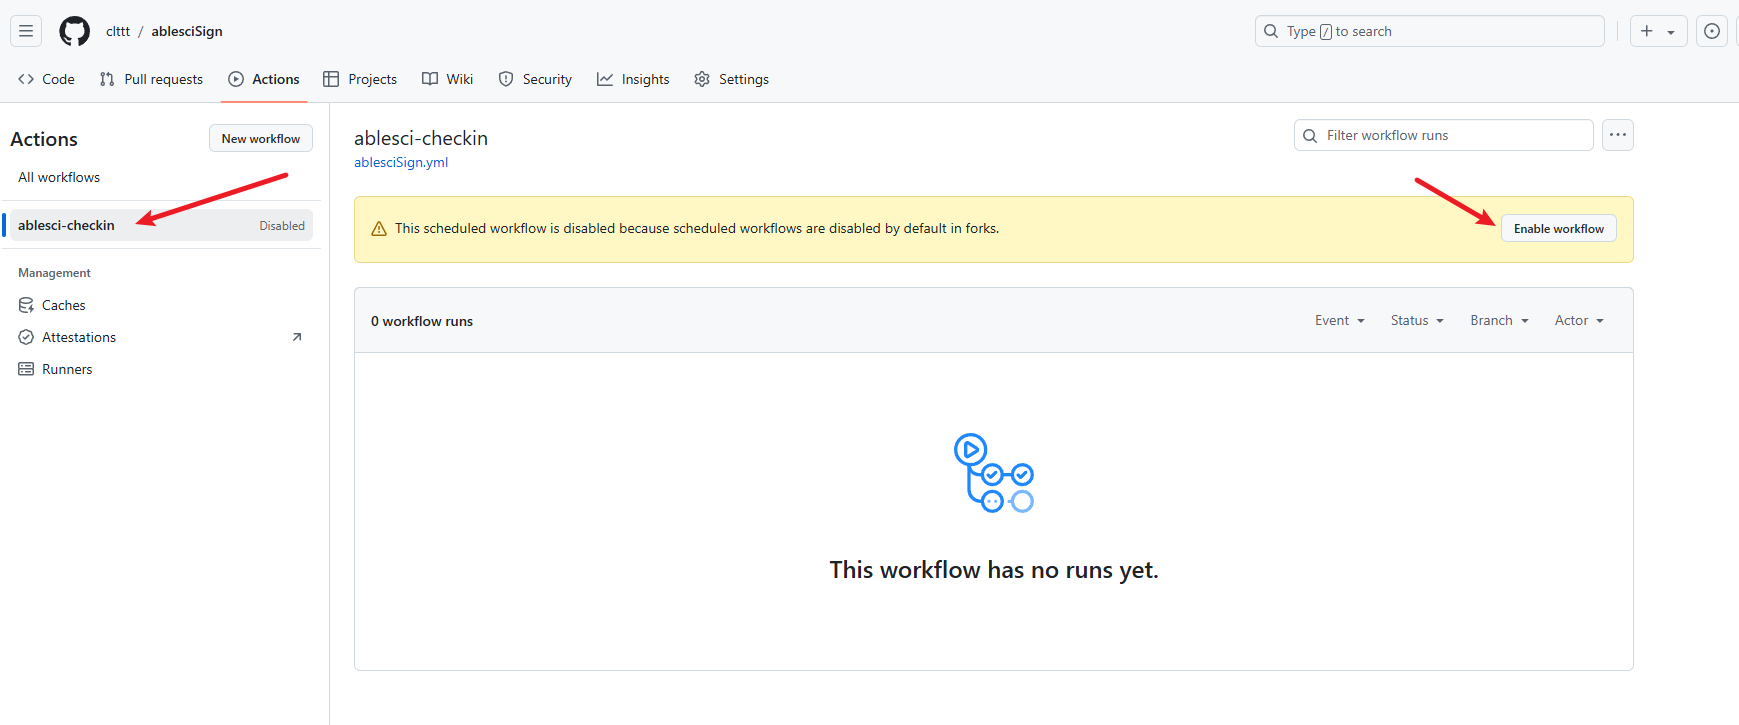 clttt / ablesciSign
Type / to search
Code Pull requests Actions Projects Wiki Security Insights Settings
Actions
New workflow
All workflows
ablesci-checkin Disabled
Management
Caches
Attestations
Runners
ablesci-checkin
ablesciSign.yml
Filter workflow runs
This scheduled workflow is disabled because scheduled workflows are disabled by default in forks.
Enable workflow
0 workflow runs
Event Status Branch Actor
This workflow has no runs yet.